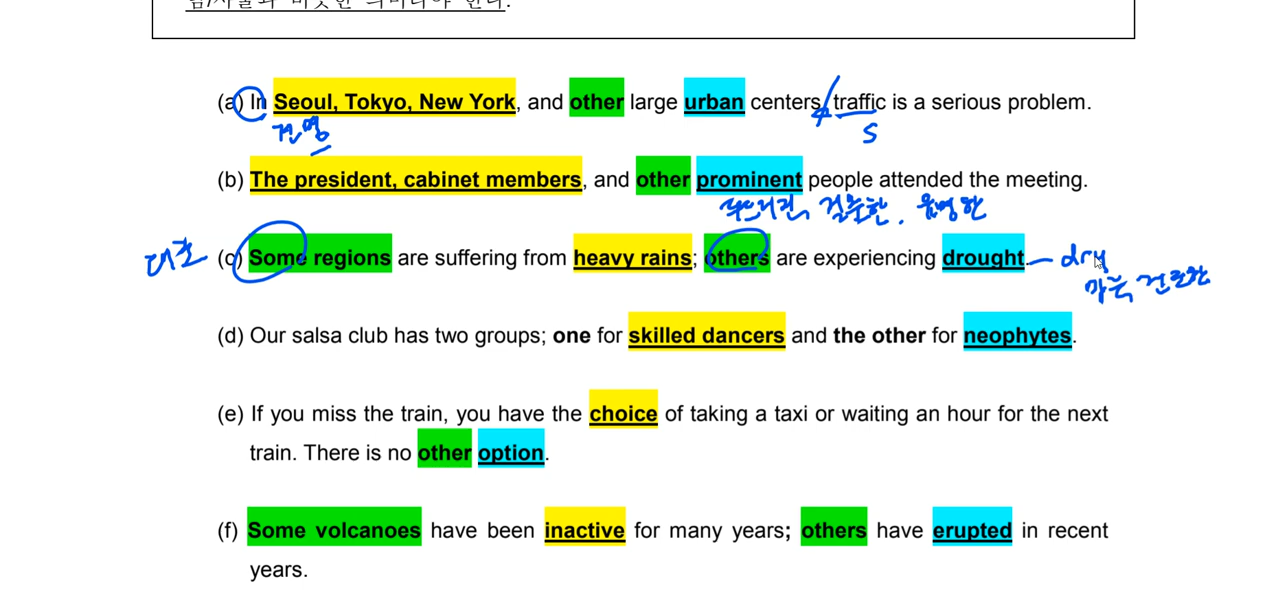 (a) In Seoul, Tokyo, New York, and other large urban centers, traffic is a serious problem.
S
(b) The president, cabinet members, and other prominent people attended the meeting.
두드러진, 걸출한, 유명한
대조 (c) Some regions are suffering from heavy rains; others are experiencing drought. dry
마른, 건조한
(d) Our salsa club has two groups; one for skilled dancers and the other for neophytes.
(e) If you miss the train, you have the choice of taking a taxi or waiting an hour for the next
train. There is no other option.
(f) Some volcanoes have been inactive for many years; others have erupted in recent
years.